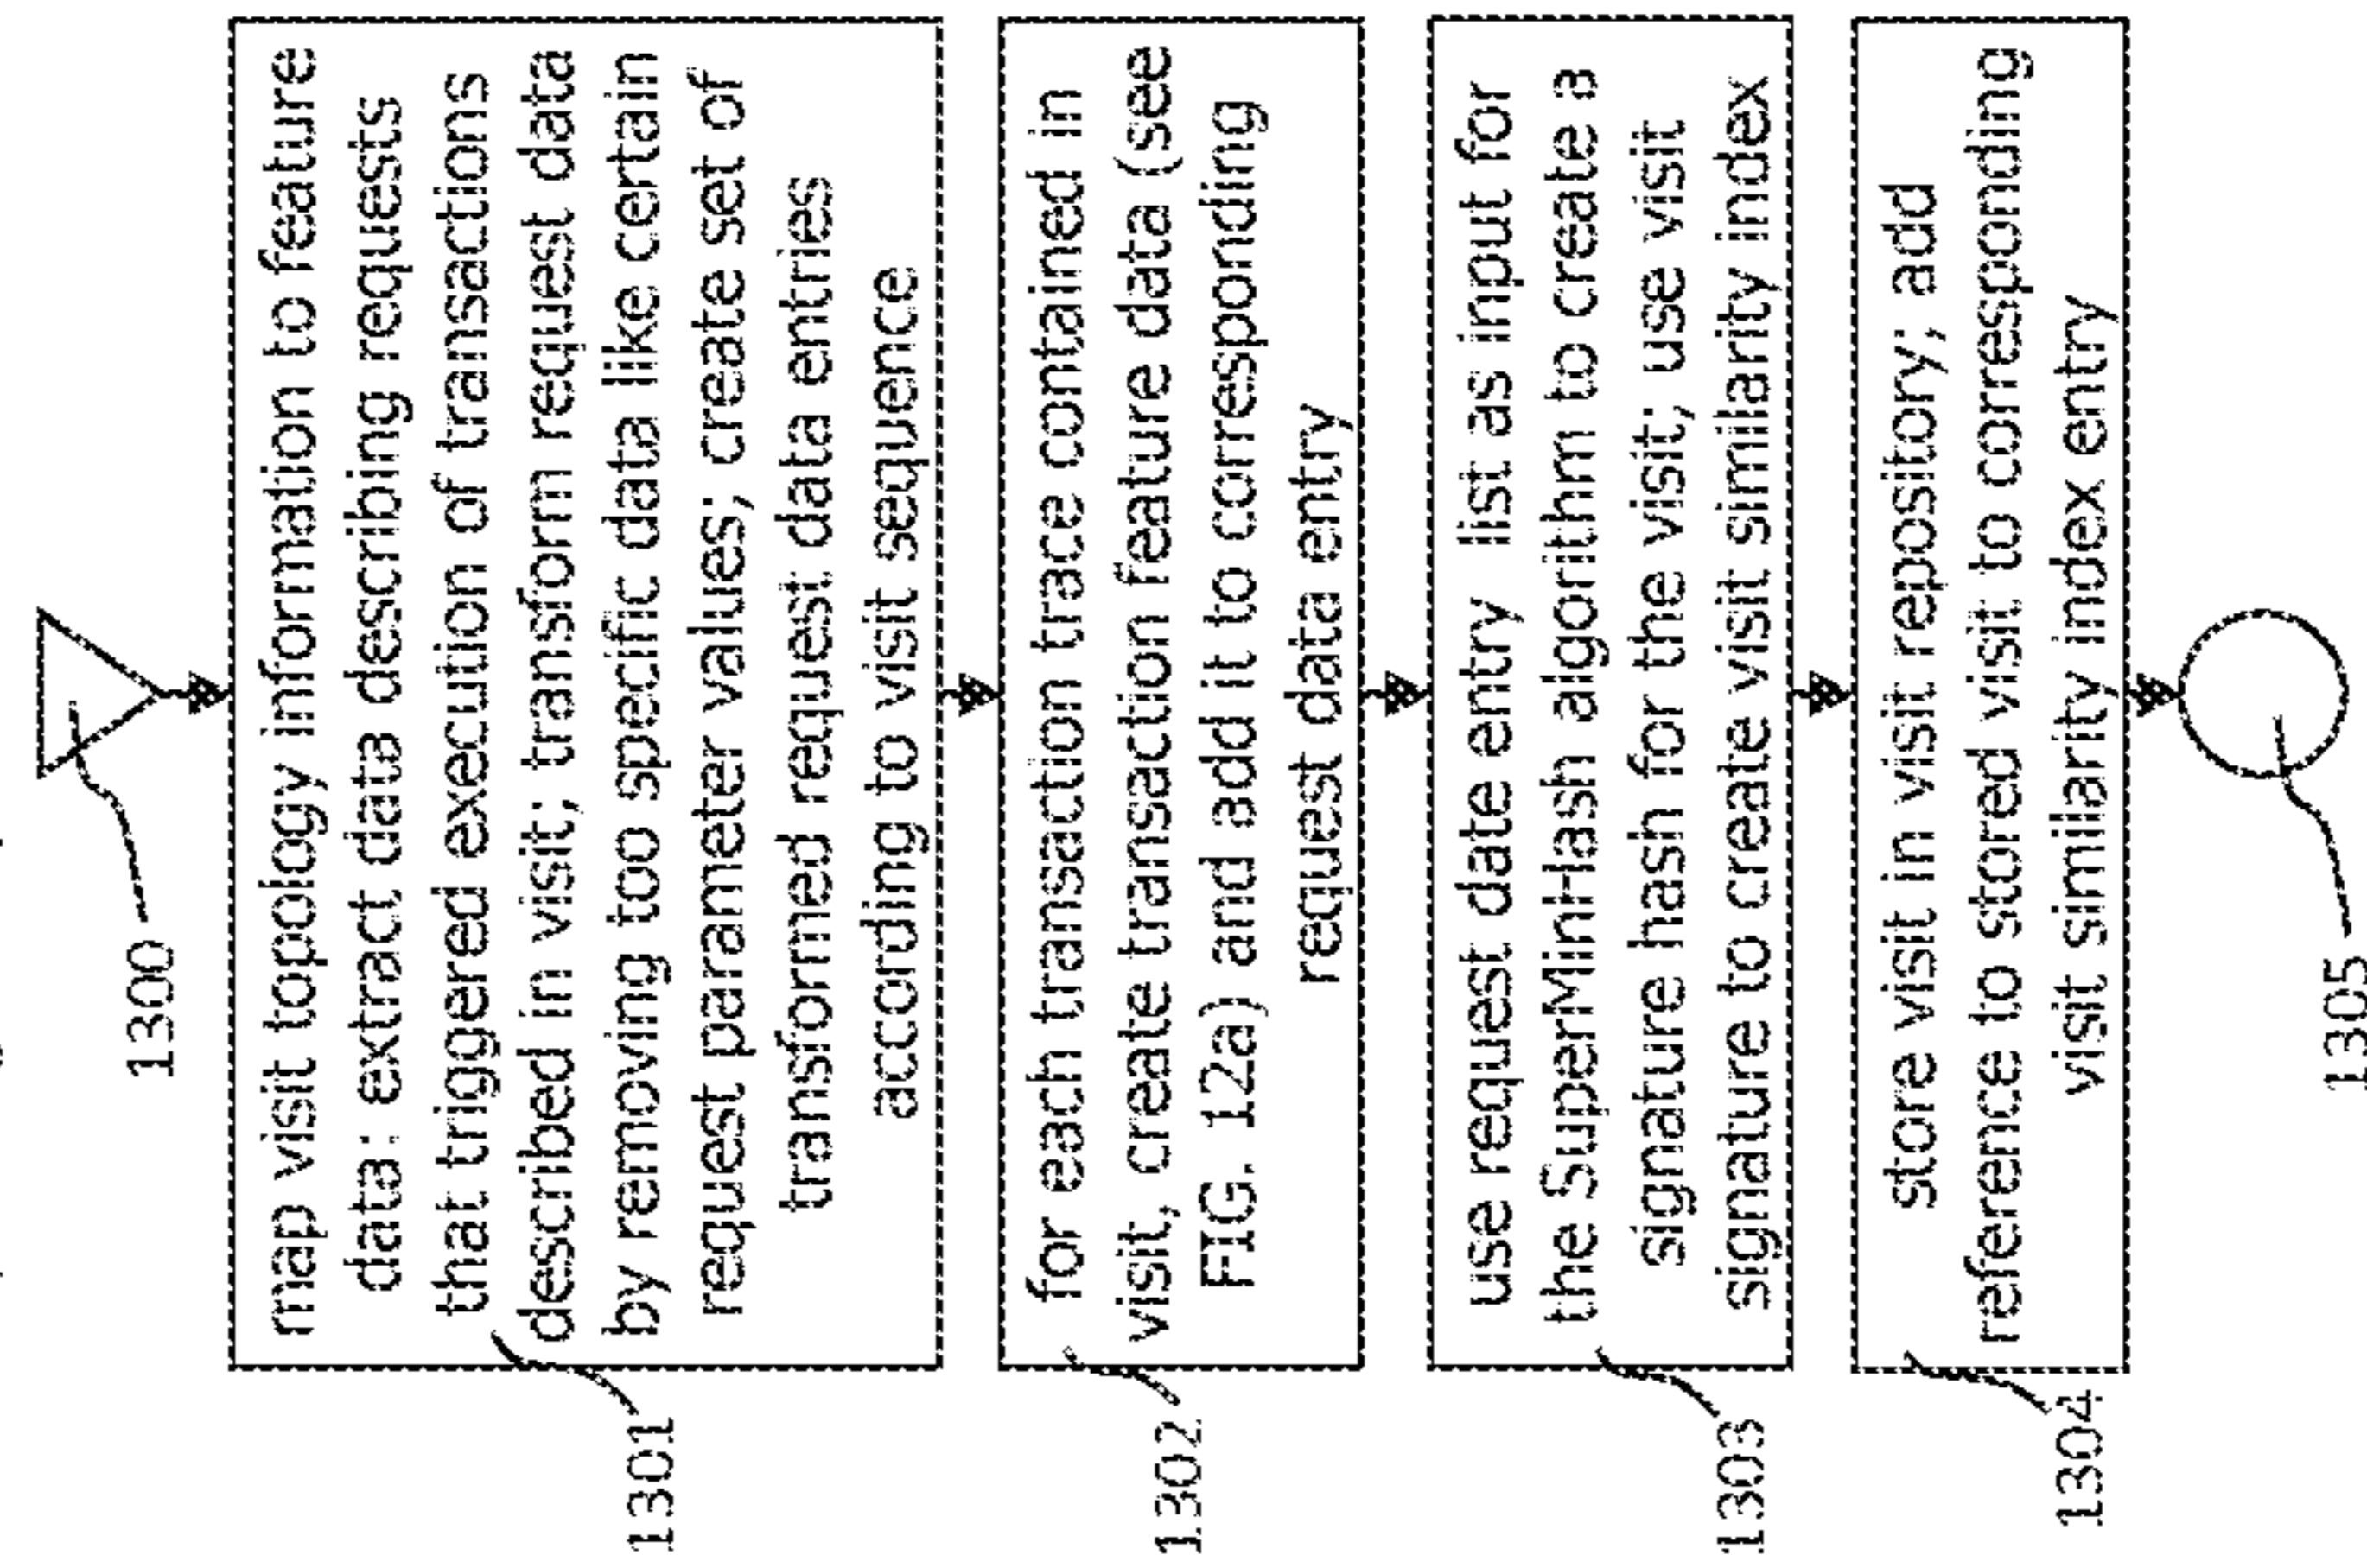 1300
map visit topology information to feature
data: extract data describing requests
that triggered execution of transactions
described in visit; transform request data
by removing too specific data like certain
request parameter values; create set of
transformed request data entries
according to visit sequence
1301
for each transaction trace contained in
visit, create transaction feature data (see
FIG. 12a) and add it to corresponding
request data entry
1302
use request date entry list as input for
the SuperMinHash algorithm to create a
signature hash for the visit; use visit
signature to create visit similarity index
1303
store visit in visit repository; add
reference to stored visit to corresponding
visit similarity index entry
1304
1305